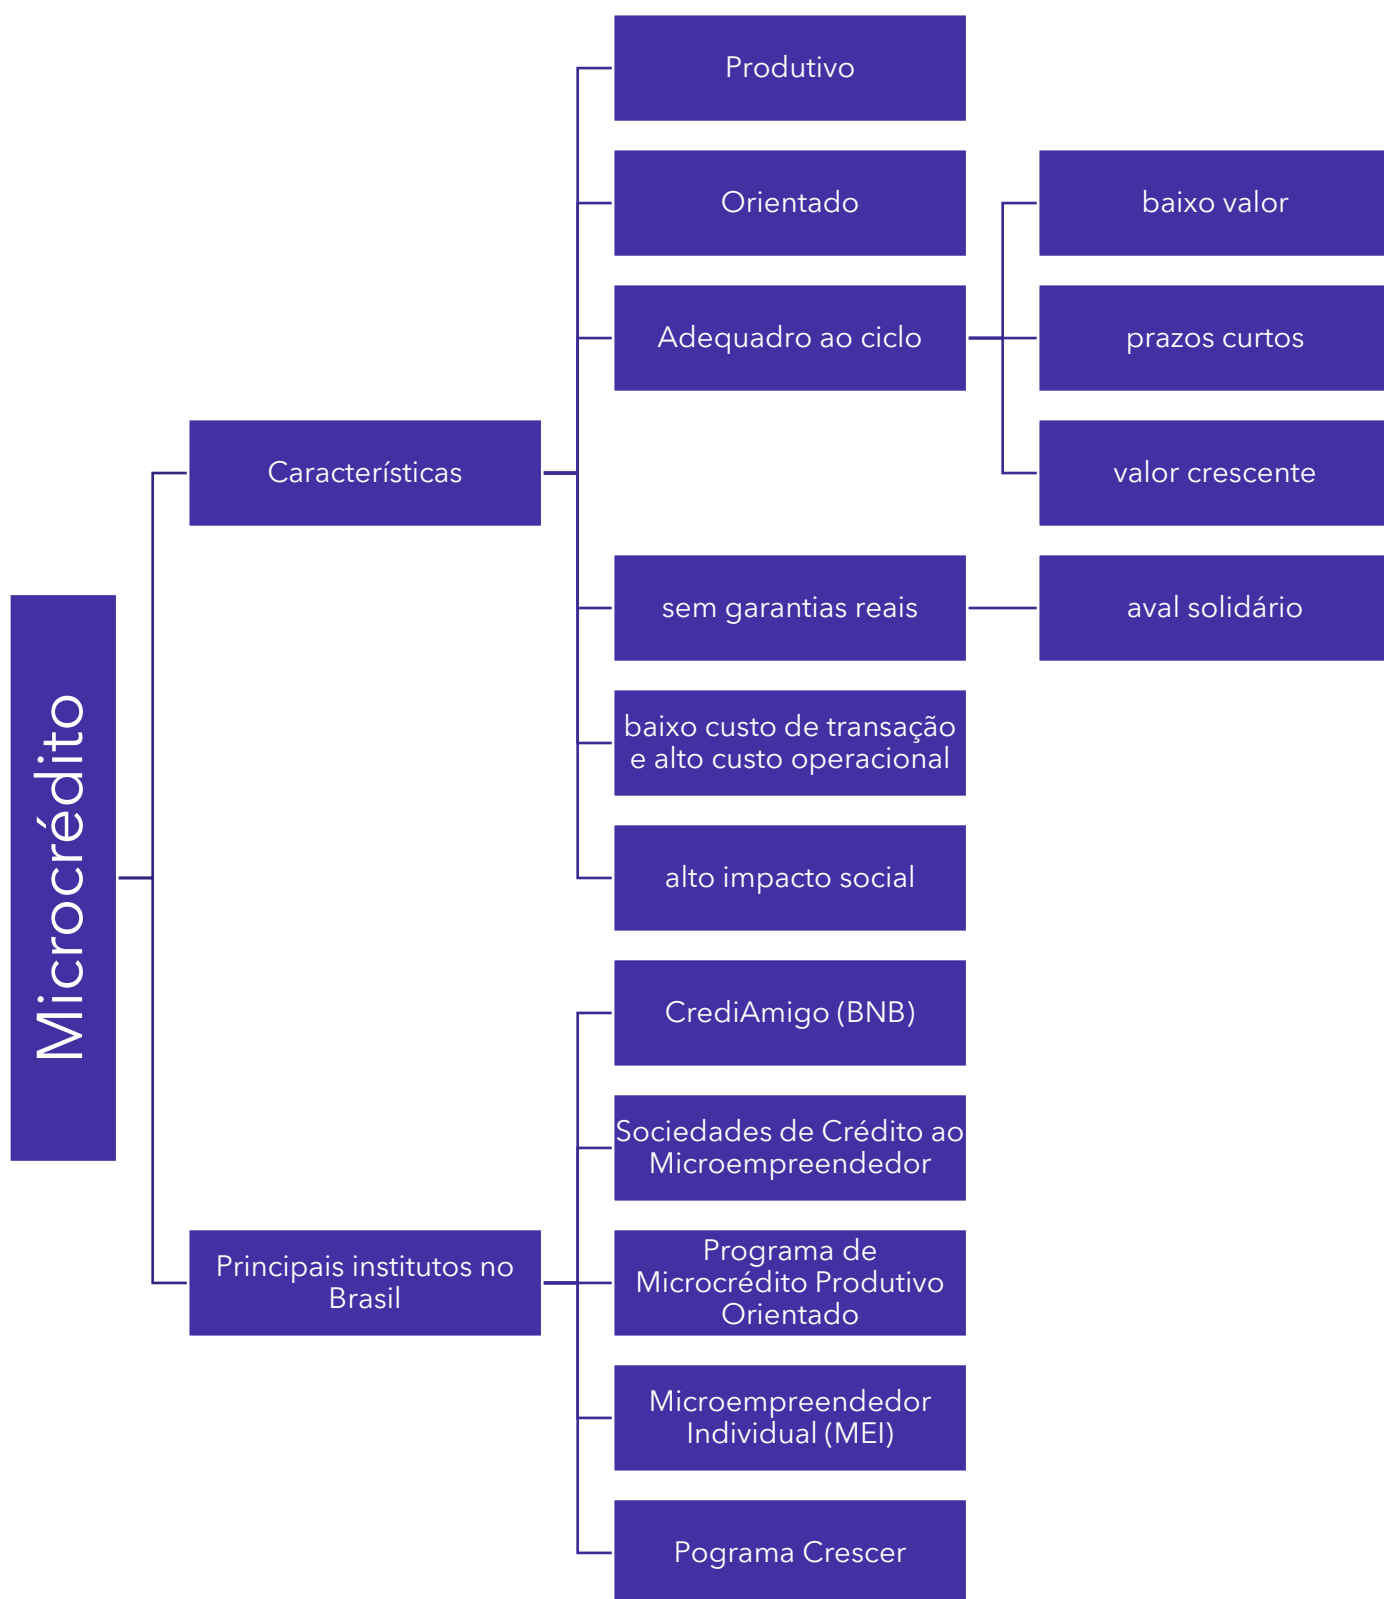 Microcrédito
Características
Produtivo
Orientado
Adequadro ao ciclo
baixo valor
prazos curtos
valor crescente
sem garantias reais
aval solidário
baixo custo de transação
e alto custo operacional
alto impacto social
Principais institutos no
Brasil
CrediAmigo (BNB)
Sociedades de Crédito ao
Microempreendedor
Programa de
Microcrédito Produtivo
Orientado
Microempreendedor
Individual (MEI)
Pograma Crescer